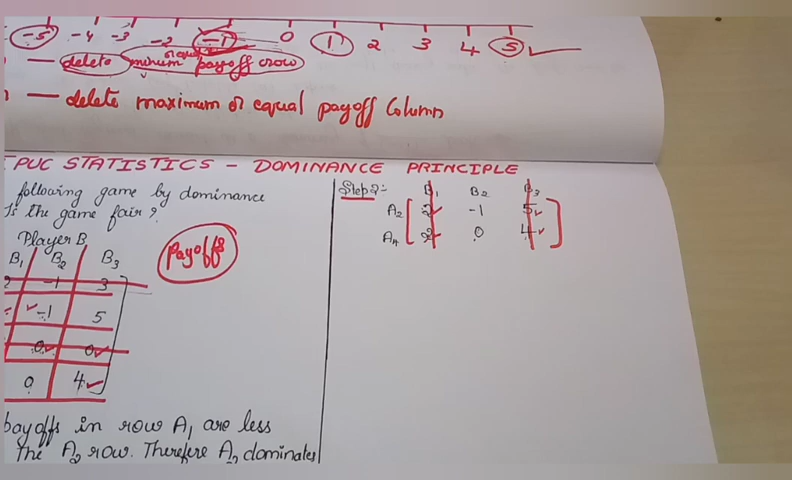 -5 -4 -3 -2 -1 0 1 2 3 4 5
— delete minimum payoff row
— delete maximum or equal payoff Column
PUC STATISTICS - DOMINANCE PRINCIPLE
following game by dominance
Is the game fair?
Player B
B1 B2 B3
2 -1 3
-1 5
0 0
0 4
Payoffs
payoffs in row A1 are less
the A2 row. Therefore A2 dominates
Step 2:-
B1 B2 B3
A2 2 -1 5
A4 2 0 4